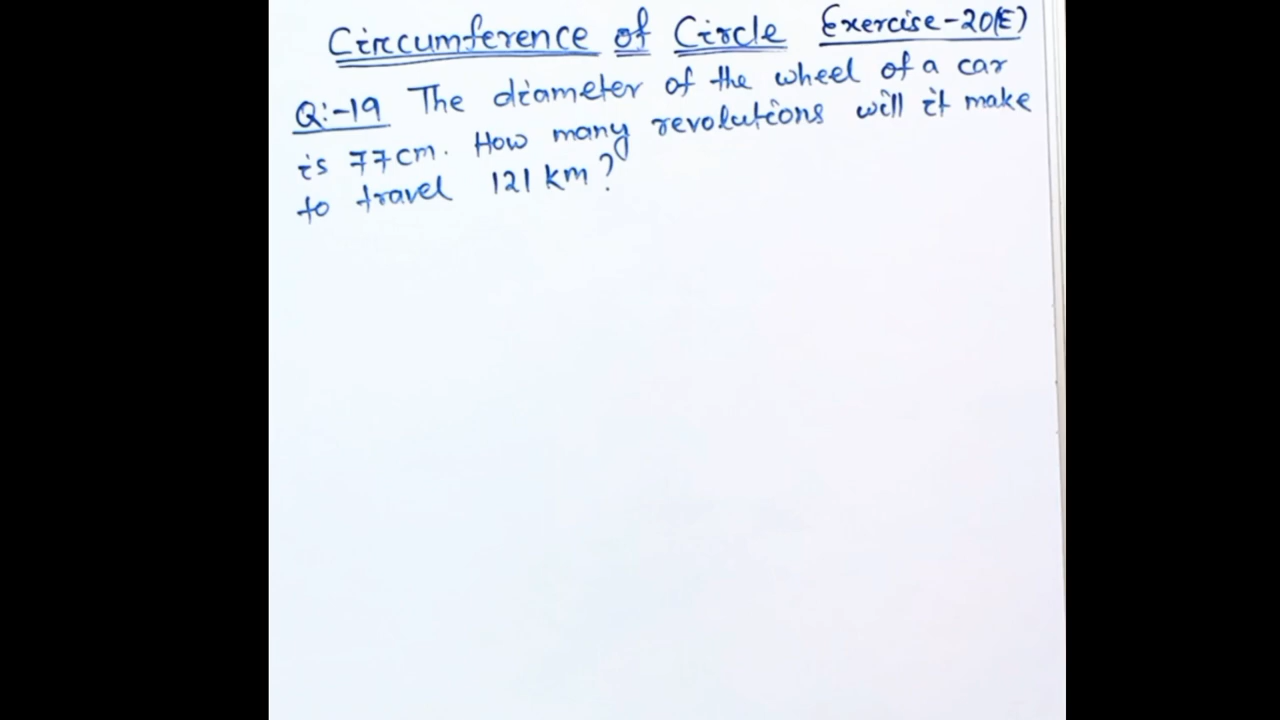 Circumference of Circle Exercise-20(E)
Q:-19 The diameter of the wheel of a car
is 77cm. How many revolutions will it make
to travel 121 km?